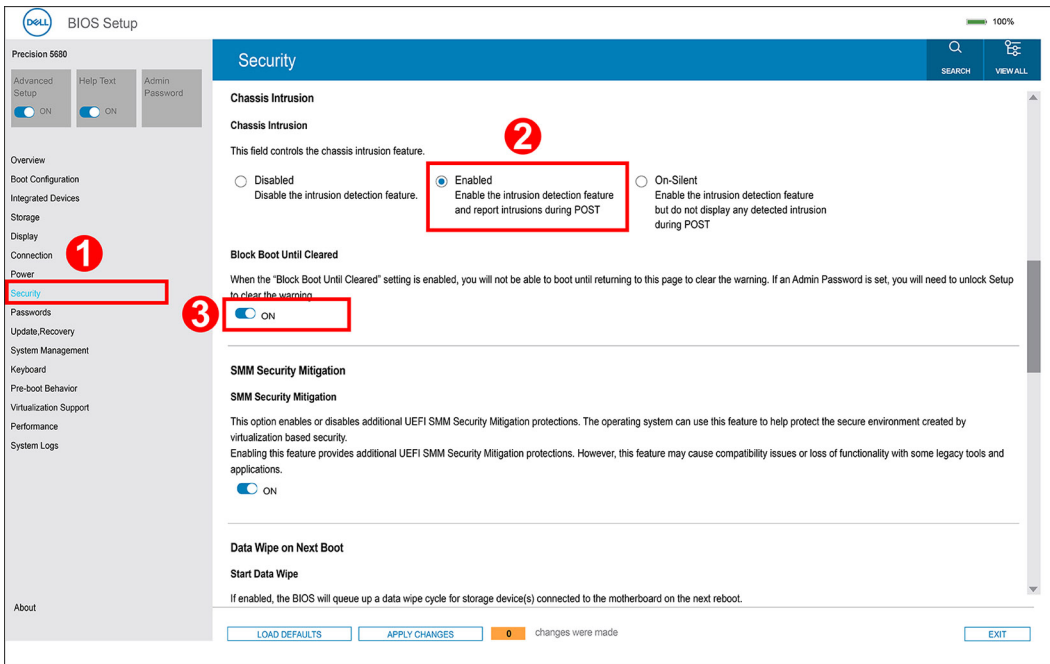 DELL
BIOS Setup
100%
Precision 5680
Advanced Setup
ON
Help Text
ON
Admin Password
Overview
Boot Configuration
Integrated Devices
Storage
Display
Connection
Power
Security
Passwords
Update,Recovery
System Management
Keyboard
Pre-boot Behavior
Virtualization Support
Performance
System Logs
About
1
Security
SEARCH
VIEW ALL
Chassis Intrusion
Chassis Intrusion
This field controls the chassis intrusion feature.
2
Disabled
Disable the intrusion detection feature.
Enabled
Enable the intrusion detection feature
and report intrusions during POST
On-Silent
Enable the intrusion detection feature
but do not display any detected intrusion
during POST
Block Boot Until Cleared
When the “Block Boot Until Cleared” setting is enabled, you will not be able to boot until returning to this page to clear the warning. If an Admin Password is set, you will need to unlock Setup
to clear the warning
3
ON
SMM Security Mitigation
SMM Security Mitigation
This option enables or disables additional UEFI SMM Security Mitigation protections. The operating system can use this feature to help protect the secure environment created by
virtualization based security.
Enabling this feature provides additional UEFI SMM Security Mitigation protections. However, this feature may cause compatibility issues or loss of functionality with some legacy tools and
applications.
ON
Data Wipe on Next Boot
Start Data Wipe
If enabled, the BIOS will queue up a data wipe cycle for storage device(s) connected to the motherboard on the next reboot.
LOAD DEFAULTS
APPLY CHANGES
0
changes were made
EXIT